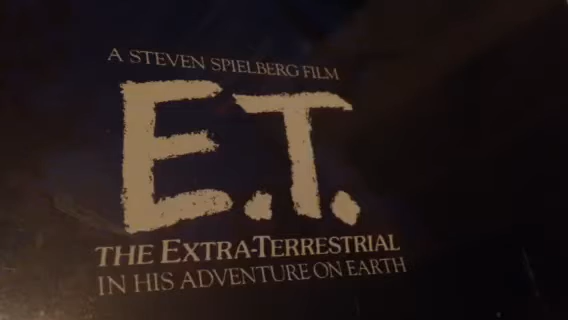 A STEVEN SPIELBERG FILM
E.T.
THE EXTRA-TERRESTRIAL
IN HIS ADVENTURE ON EARTH